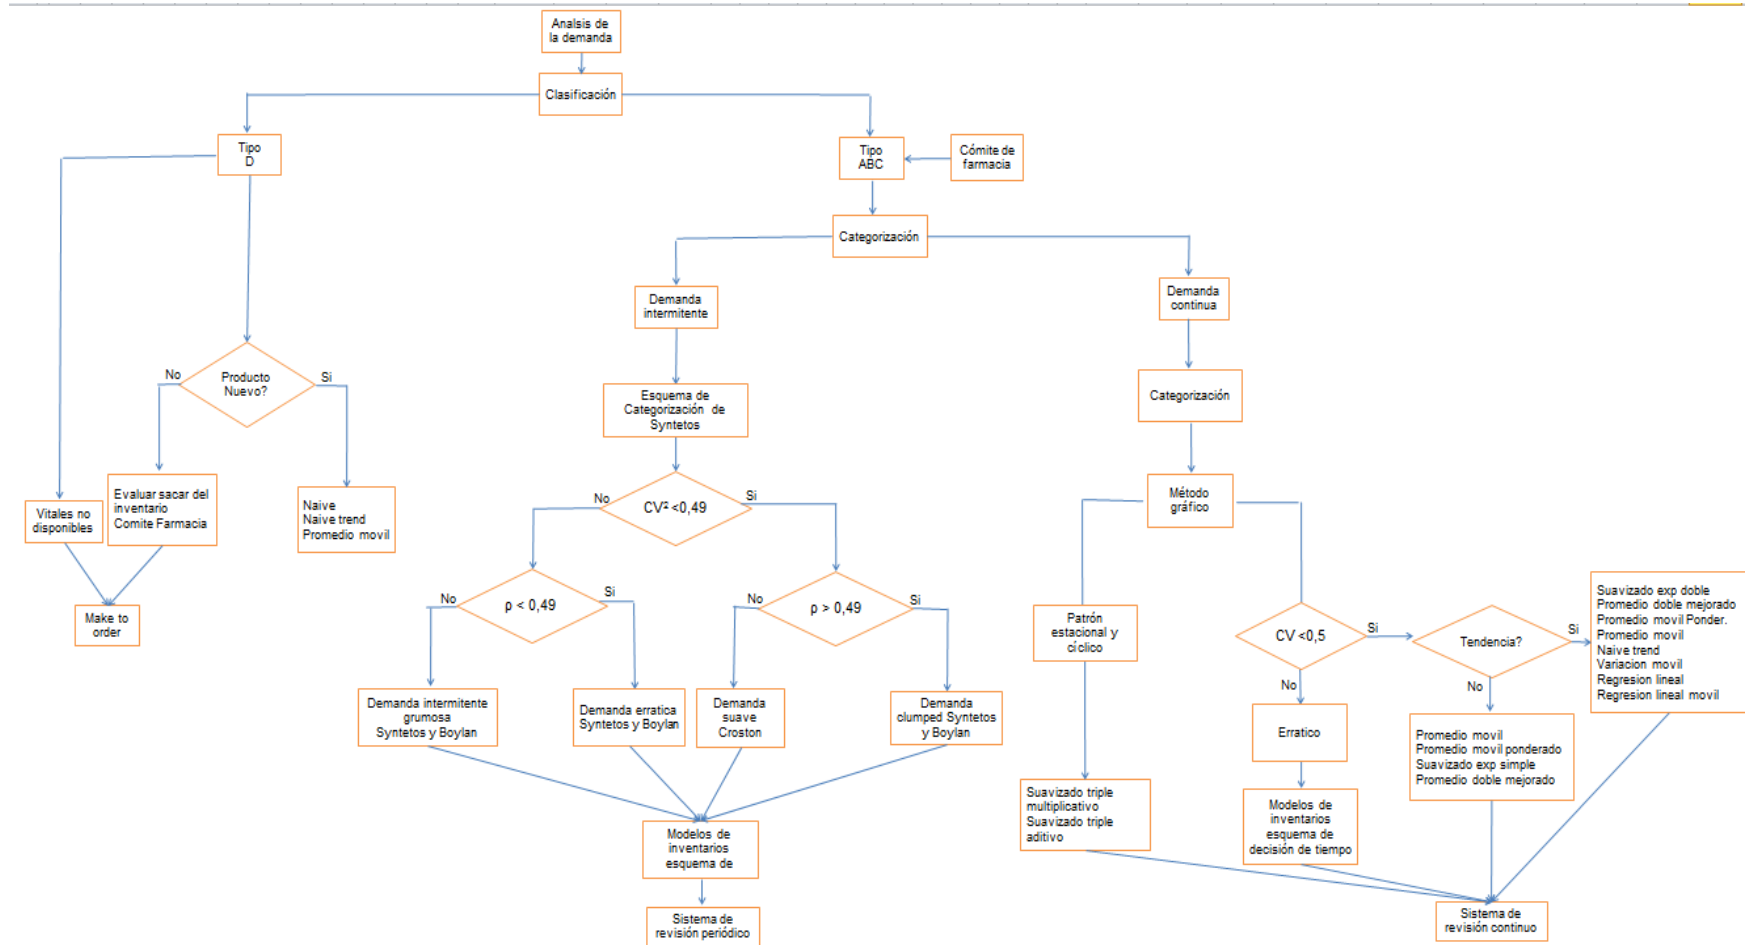 Analsis de
la demanda
Clasificación
Tipo
D
Tipo
ABC
Cómite de
farmacia
Categorización
Demanda
intermitente
Demanda
continua
Producto
Nuevo?
No
Si
Esquema de
Categorización de
Syntetos
Categorización
Evaluar sacar del
inventario
Comite Farmacia
Vitales no
disponibles
Naive
Naive trend
Promedio movil
Make to
order
CV² <0,49
No
Si
Método
gráfico
ρ < 0,49
No
Si
ρ > 0,49
No
Si
Demanda intermitente
grumosa
Syntetos y Boylan
Demanda erratica
Syntetos y Boylan
Demanda
suave
Croston
Demanda
clumped Syntetos
y Boylan
Modelos de
inventarios
esquema de
Sistema de
revisión periódico
Patrón
estacional y
cíclico
CV <0,5
Si
No
Tendencia?
Si
No
Suavizado exp doble
Promedio doble mejorado
Promedio movil Ponder.
Promedio movil
Naive trend
Variacion movil
Regresion lineal
Regresion lineal movil
Erratico
Promedio movil
Promedio movil ponderado
Suavizado exp simple
Promedio doble mejorado
Suavizado triple
multiplicativo
Suavizado triple
aditivo
Modelos de
inventarios
esquema de
decisión de tiempo
Sistema de
revisión continuo